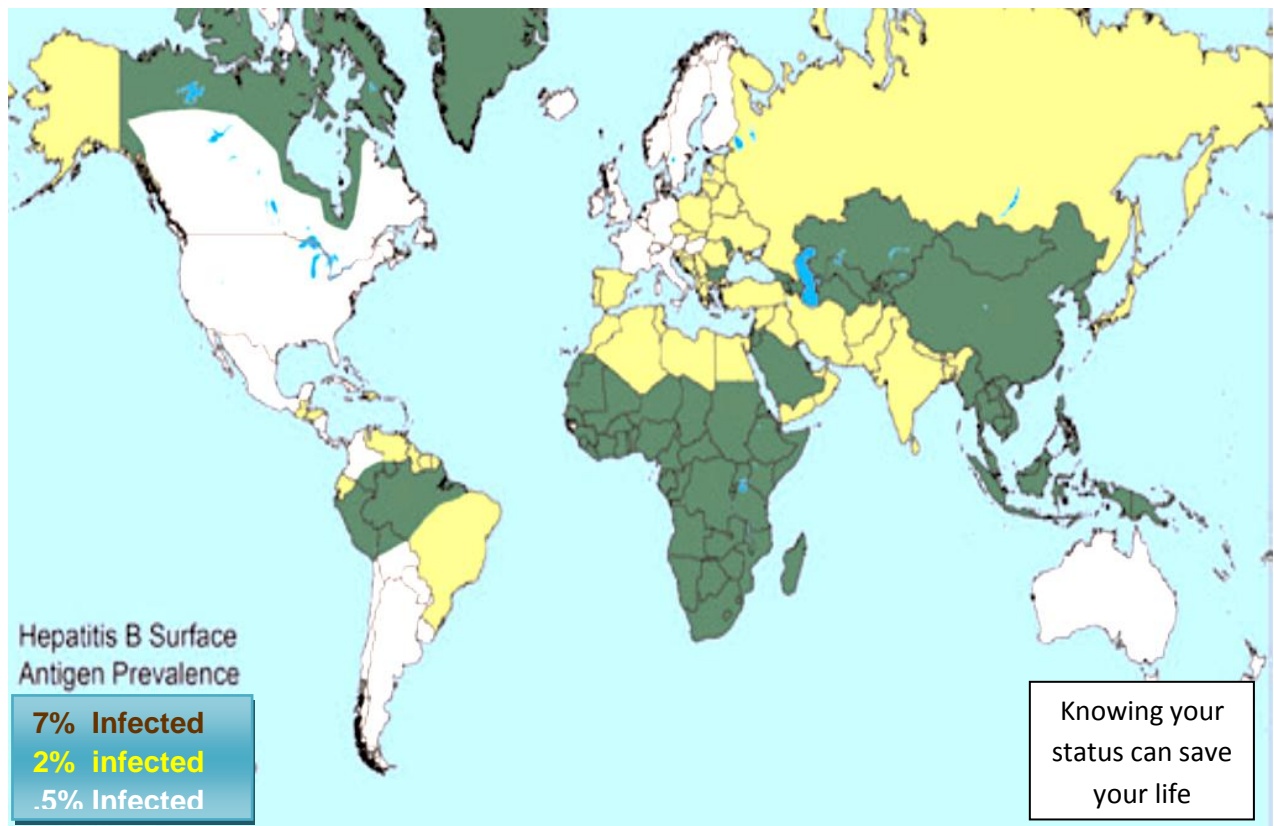 Hepatitis B Surface
Antigen Prevalence
7% Infected
2% infected
.5% Infected
Knowing your
status can save
your life